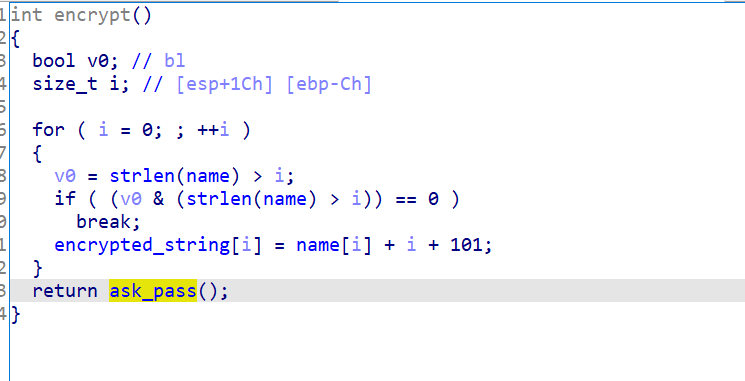 1 int encrypt()
2 {
3 bool v0; // bl
4 size_t i; // [esp+1Ch] [ebp-Ch]
5
6 for ( i = 0; ; ++i )
7 {
8 v0 = strlen(name) > i;
9 if ( (v0 & (strlen(name) > i)) == 0 )
0 break;
1 encrypted_string[i] = name[i] + i + 101;
2 }
3 return ask_pass();
4 }